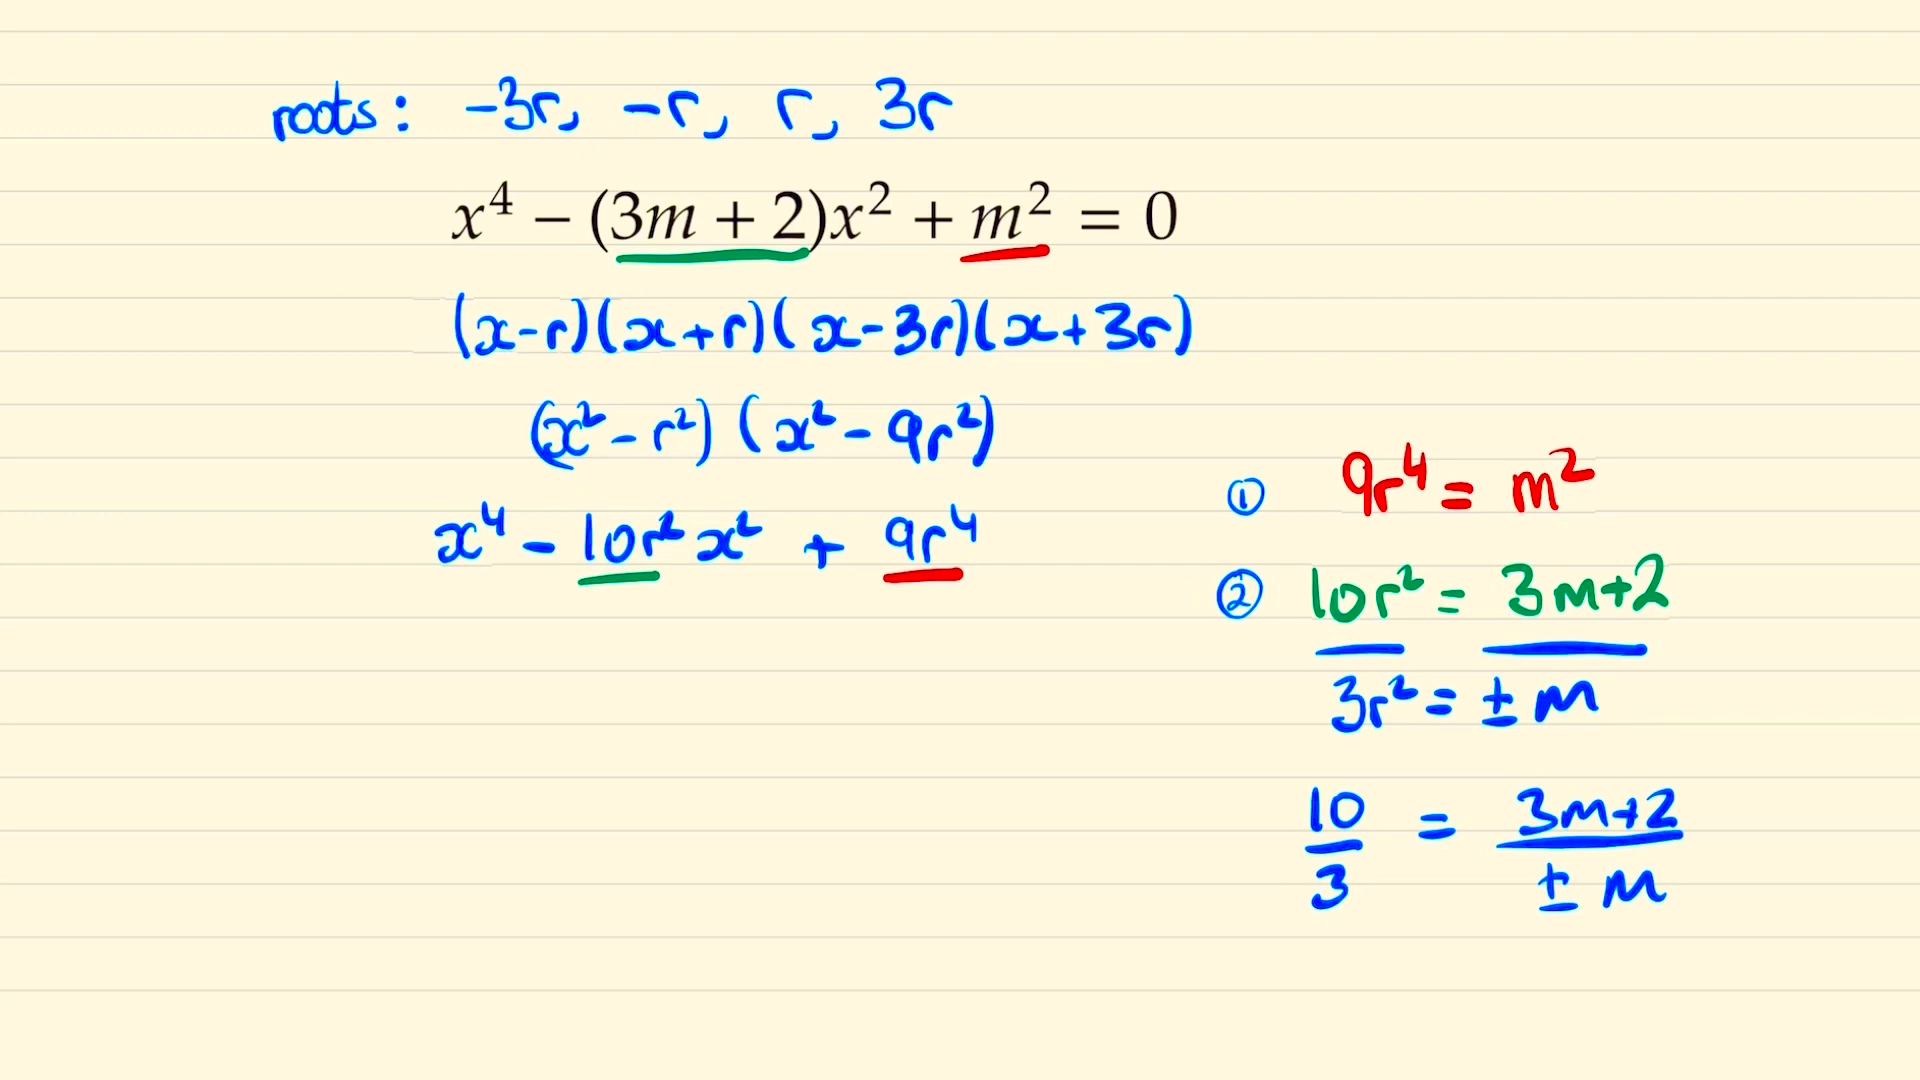 roots: -3r, -r, r, 3r
x⁴ − (3m + 2)x² + m² = 0
(x-r)(x+r)(x-3r)(x+3r)
(x²-r²)(x²-9r²)
x⁴ - 10r²x² + 9r⁴
① 9r⁴ = m²
② 10r² = 3m+2
3r² = ±m
10/3 = (3m+2)/(±m)